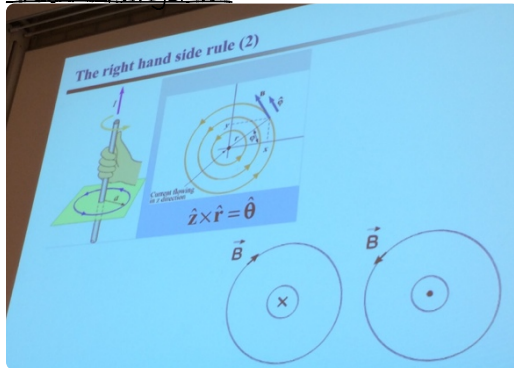 The right hand side rule (2)
I
B
Current flowing
in z direction
ẑ×r̂=θ̂
B⃗
B⃗